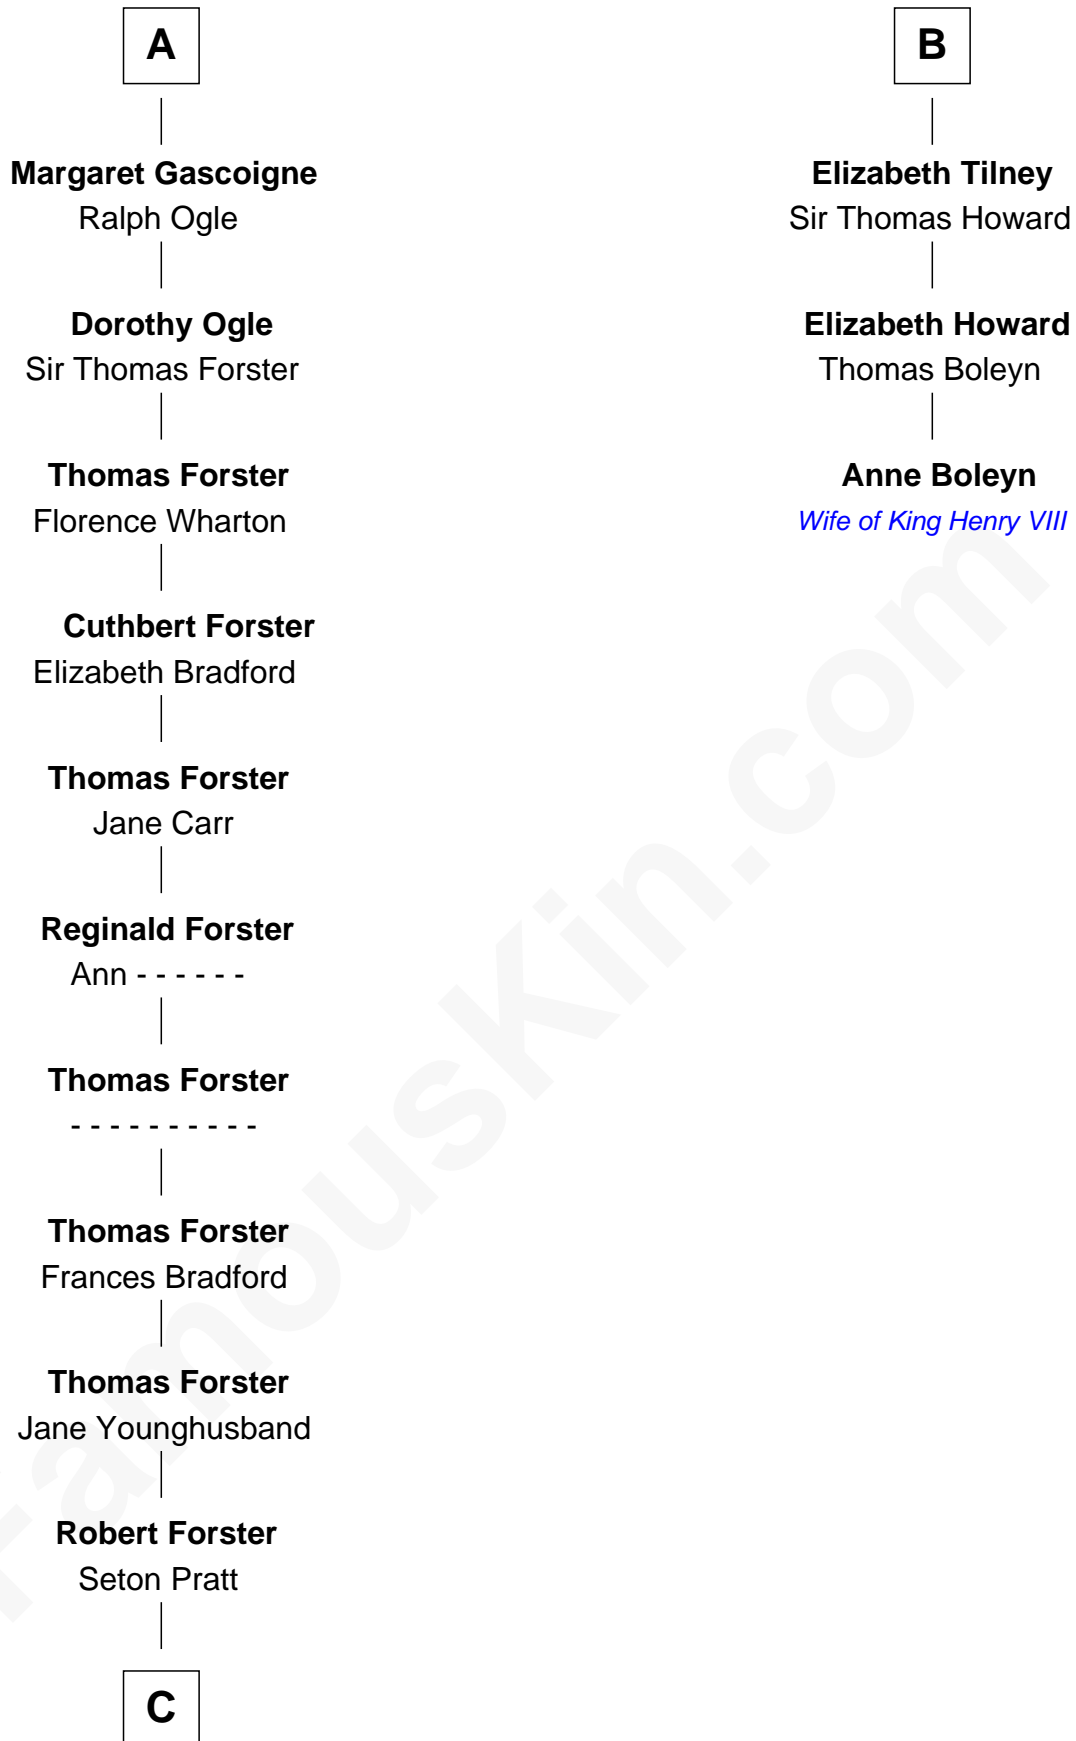 A
Margaret Gascoigne
Ralph Ogle
Dorothy Ogle
Sir Thomas Forster
Thomas Forster
Florence Wharton
Cuthbert Forster
Elizabeth Bradford
Thomas Forster
Jane Carr
Reginald Forster
Ann - - - - - -
Thomas Forster
- - - - - - - - - -
Thomas Forster
Frances Bradford
Thomas Forster
Jane Younghusband
Robert Forster
Seton Pratt
C
B
Elizabeth Tilney
Sir Thomas Howard
Elizabeth Howard
Thomas Boleyn
Anne Boleyn
Wife of King Henry VIII
FamousKin.com